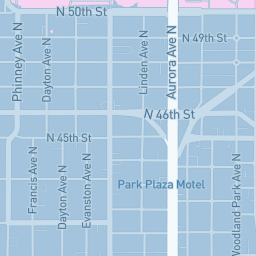 N 50th St
N 49th St
Phinney Ave N
Dayton Ave N
Linden Ave N
Aurora Ave N
N 46th St
N 45th St
Francis Ave N
Dayton Ave N
Evanston Ave N
Park Plaza Motel
Woodland Park Ave N